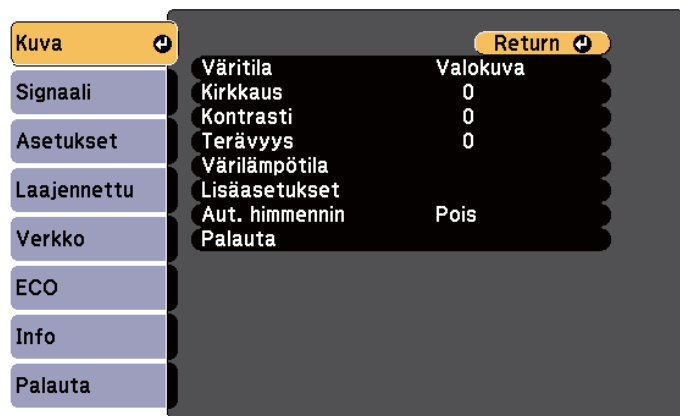 Kuva
Signaali
Asetukset
Laajennettu
Verkko
ECO
Info
Palauta
Return
Väritila Valokuva
Kirkkaus 0
Kontrasti 0
Terävyys 0
Värilämpötila
Lisäasetukset
Aut. himmennin Pois
Palauta